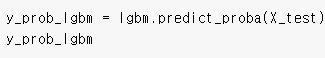 y_prob_lgbm = lgbm.predict_proba(X_test)
y_prob_lgbm